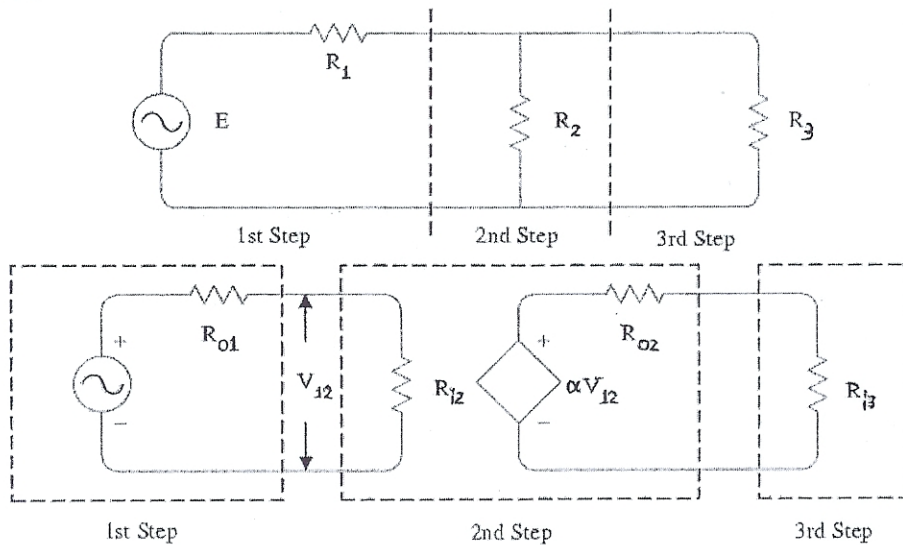 R₁
E
R₂
R₃
1st Step
2nd Step
3rd Step
+
R₀₁
V₁₂
Rᵢ₂
−
+
R₀₂
αV₁₂
−
Rᵢ₃
1st Step
2nd Step
3rd Step